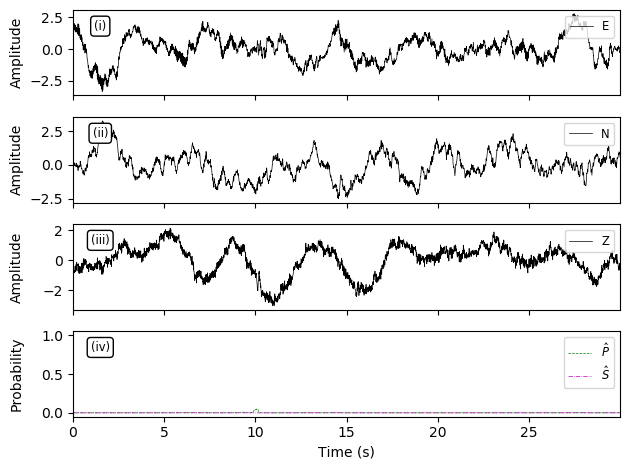 2.5
0.0
−2.5
Amplitude
(i)
E
2.5
0.0
−2.5
Amplitude
(ii)
N
2
0
−2
Amplitude
(iii)
Z
1.0
0.5
0.0
Probability
(iv)
P̂
Ŝ
0 5 10 15 20 25
Time (s)